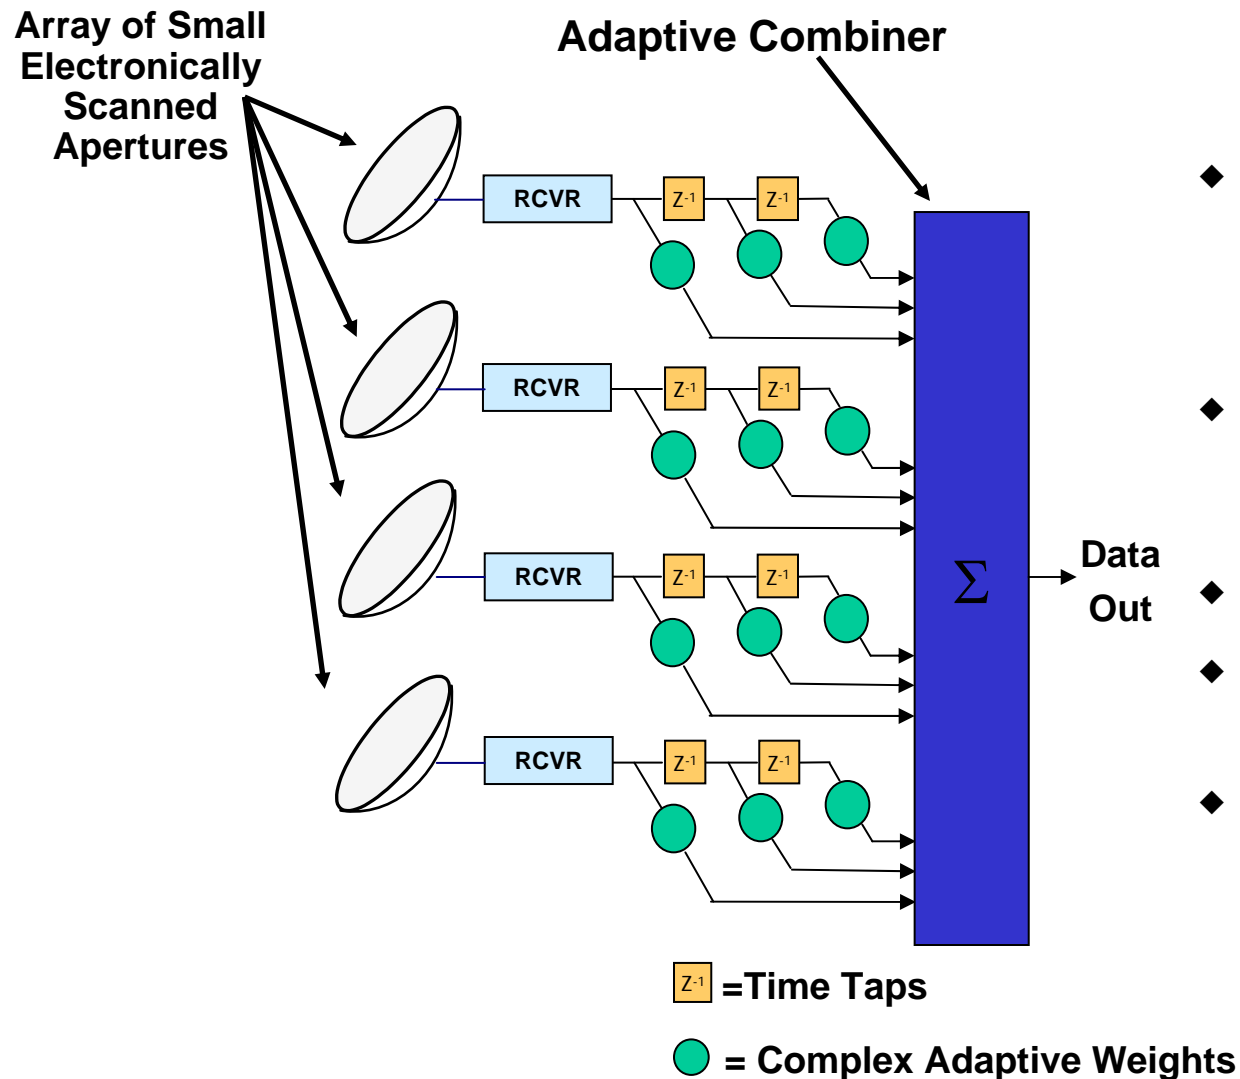 Array of Small
Electronically
Scanned
Apertures
Adaptive Combiner
RCVR
Z-1
Z-1
RCVR
Z-1
Z-1
RCVR
Z-1
Z-1
RCVR
Z-1
Z-1
Σ
Data
Out
Z-1 =Time Taps
= Complex Adaptive Weights